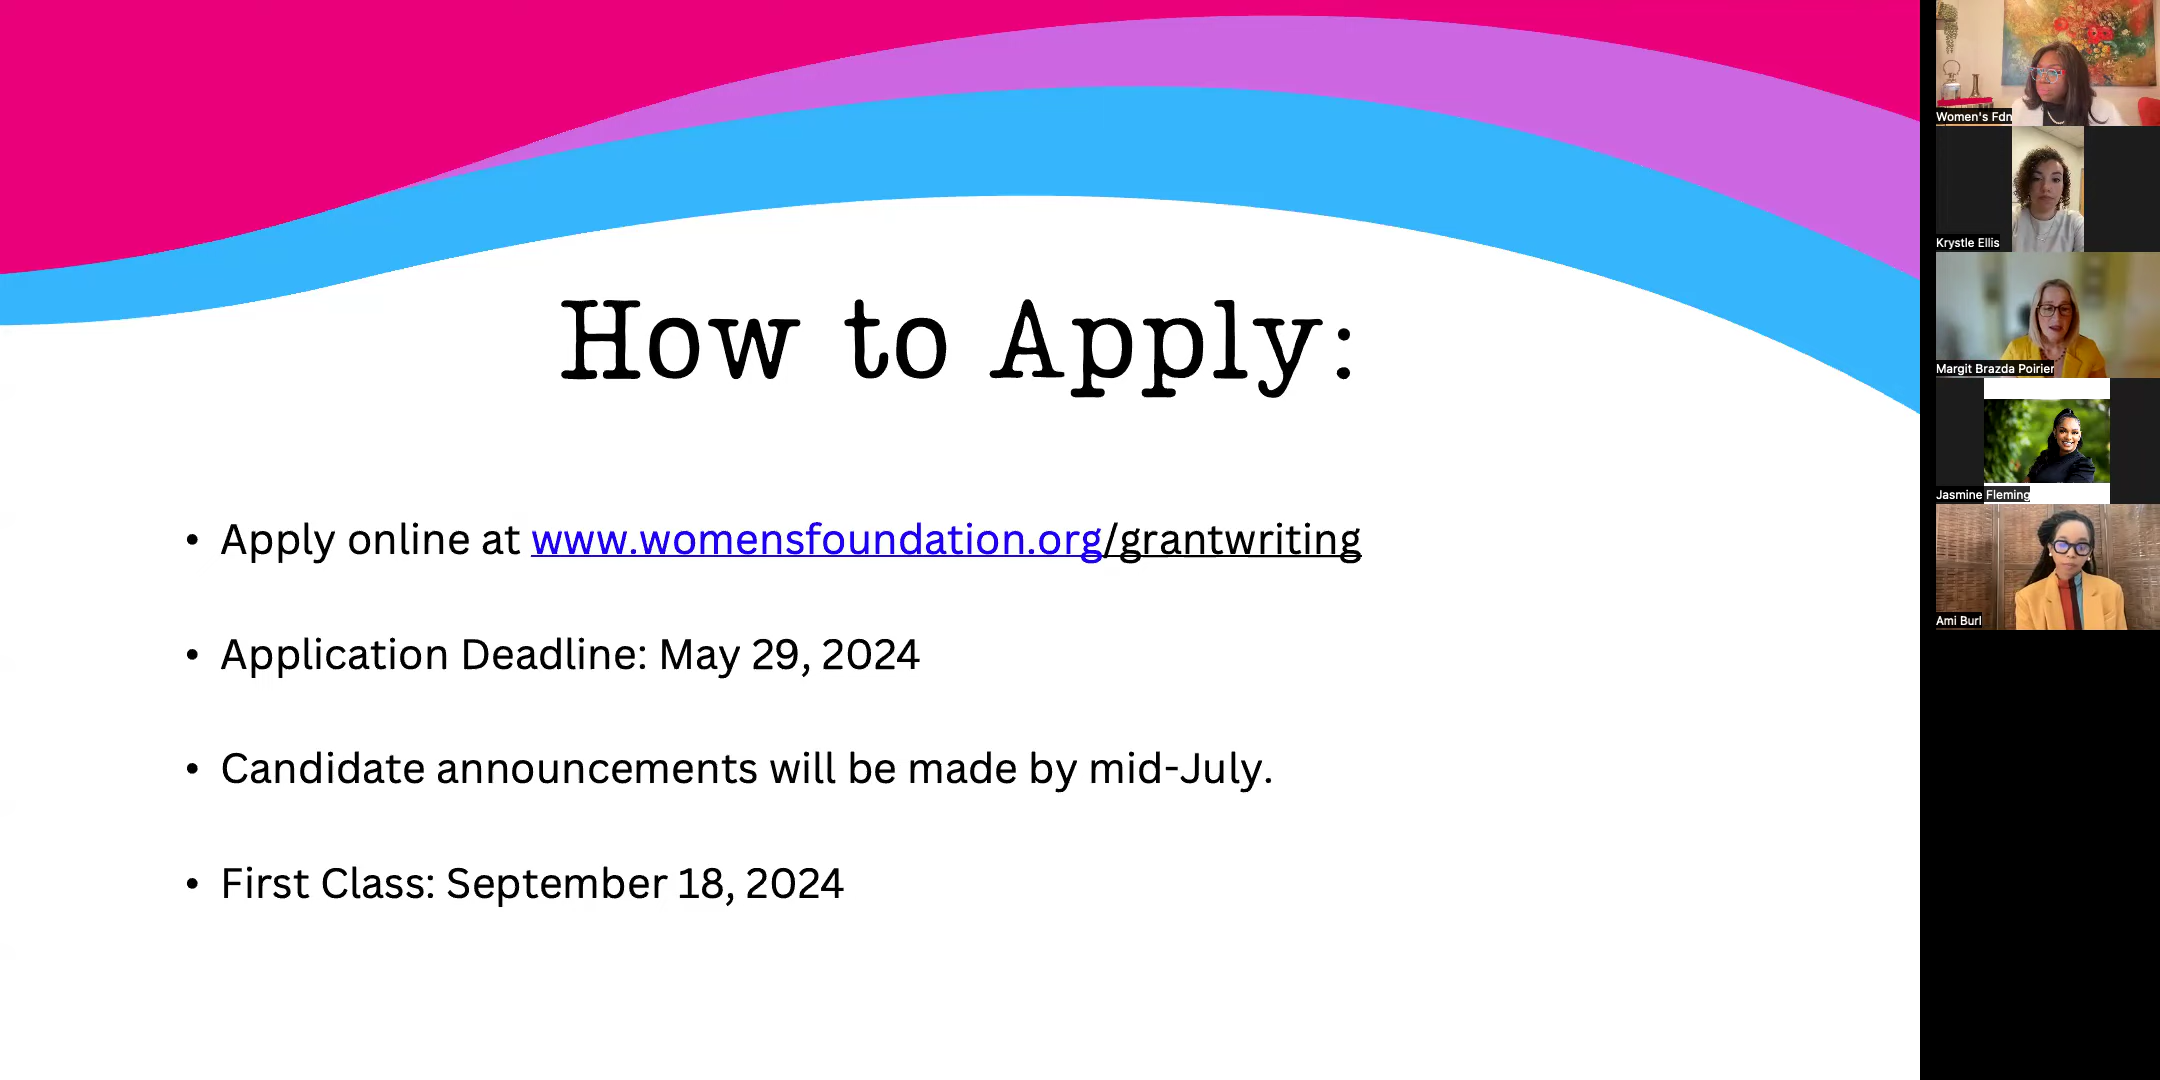 How to Apply:
• Apply online at www.womensfoundation.org/grantwriting
• Application Deadline: May 29, 2024
• Candidate announcements will be made by mid-July.
• First Class: September 18, 2024
Women's Fdn
Krystle Ellis
Margit Brazda Poirier
Jasmine Fleming
Ami Burl